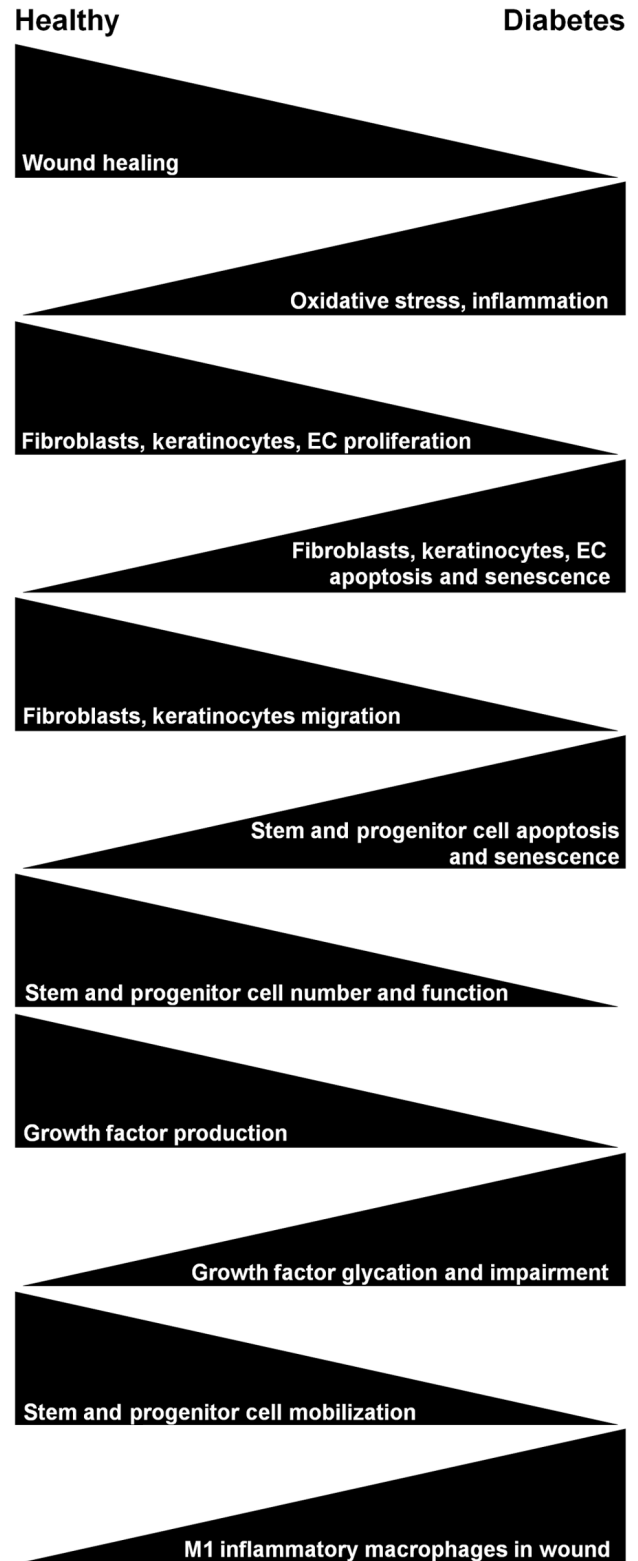 Healthy Diabetes
Wound healing
Oxidative stress, inflammation
Fibroblasts, keratinocytes, EC proliferation
Fibroblasts, keratinocytes, EC
apoptosis and senescence
Fibroblasts, keratinocytes migration
Stem and progenitor cell apoptosis
and senescence
Stem and progenitor cell number and function
Growth factor production
Growth factor glycation and impairment
Stem and progenitor cell mobilization
M1 inflammatory macrophages in wound